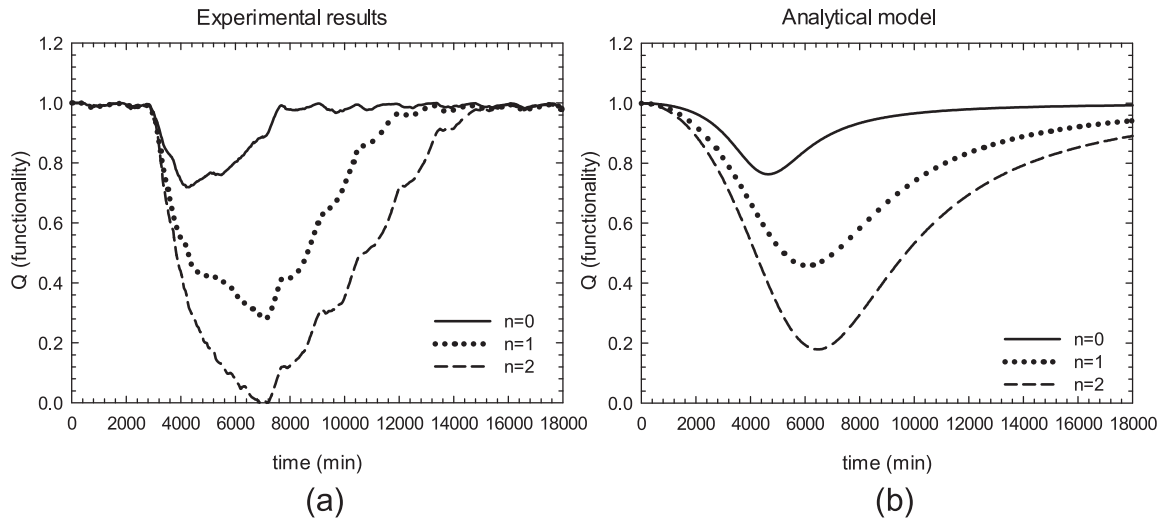 Experimental results
Q (functionality)
1.2
1.0
0.8
0.6
0.4
0.2
0.0
n=0
n=1
n=2
0 2000 4000 6000 8000 10000 12000 14000 16000 18000
time (min)
(a)
Analytical model
Q (functionality)
1.2
1.0
0.8
0.6
0.4
0.2
0.0
n=0
n=1
n=2
0 2000 4000 6000 8000 10000 12000 14000 16000 18000
time (min)
(b)